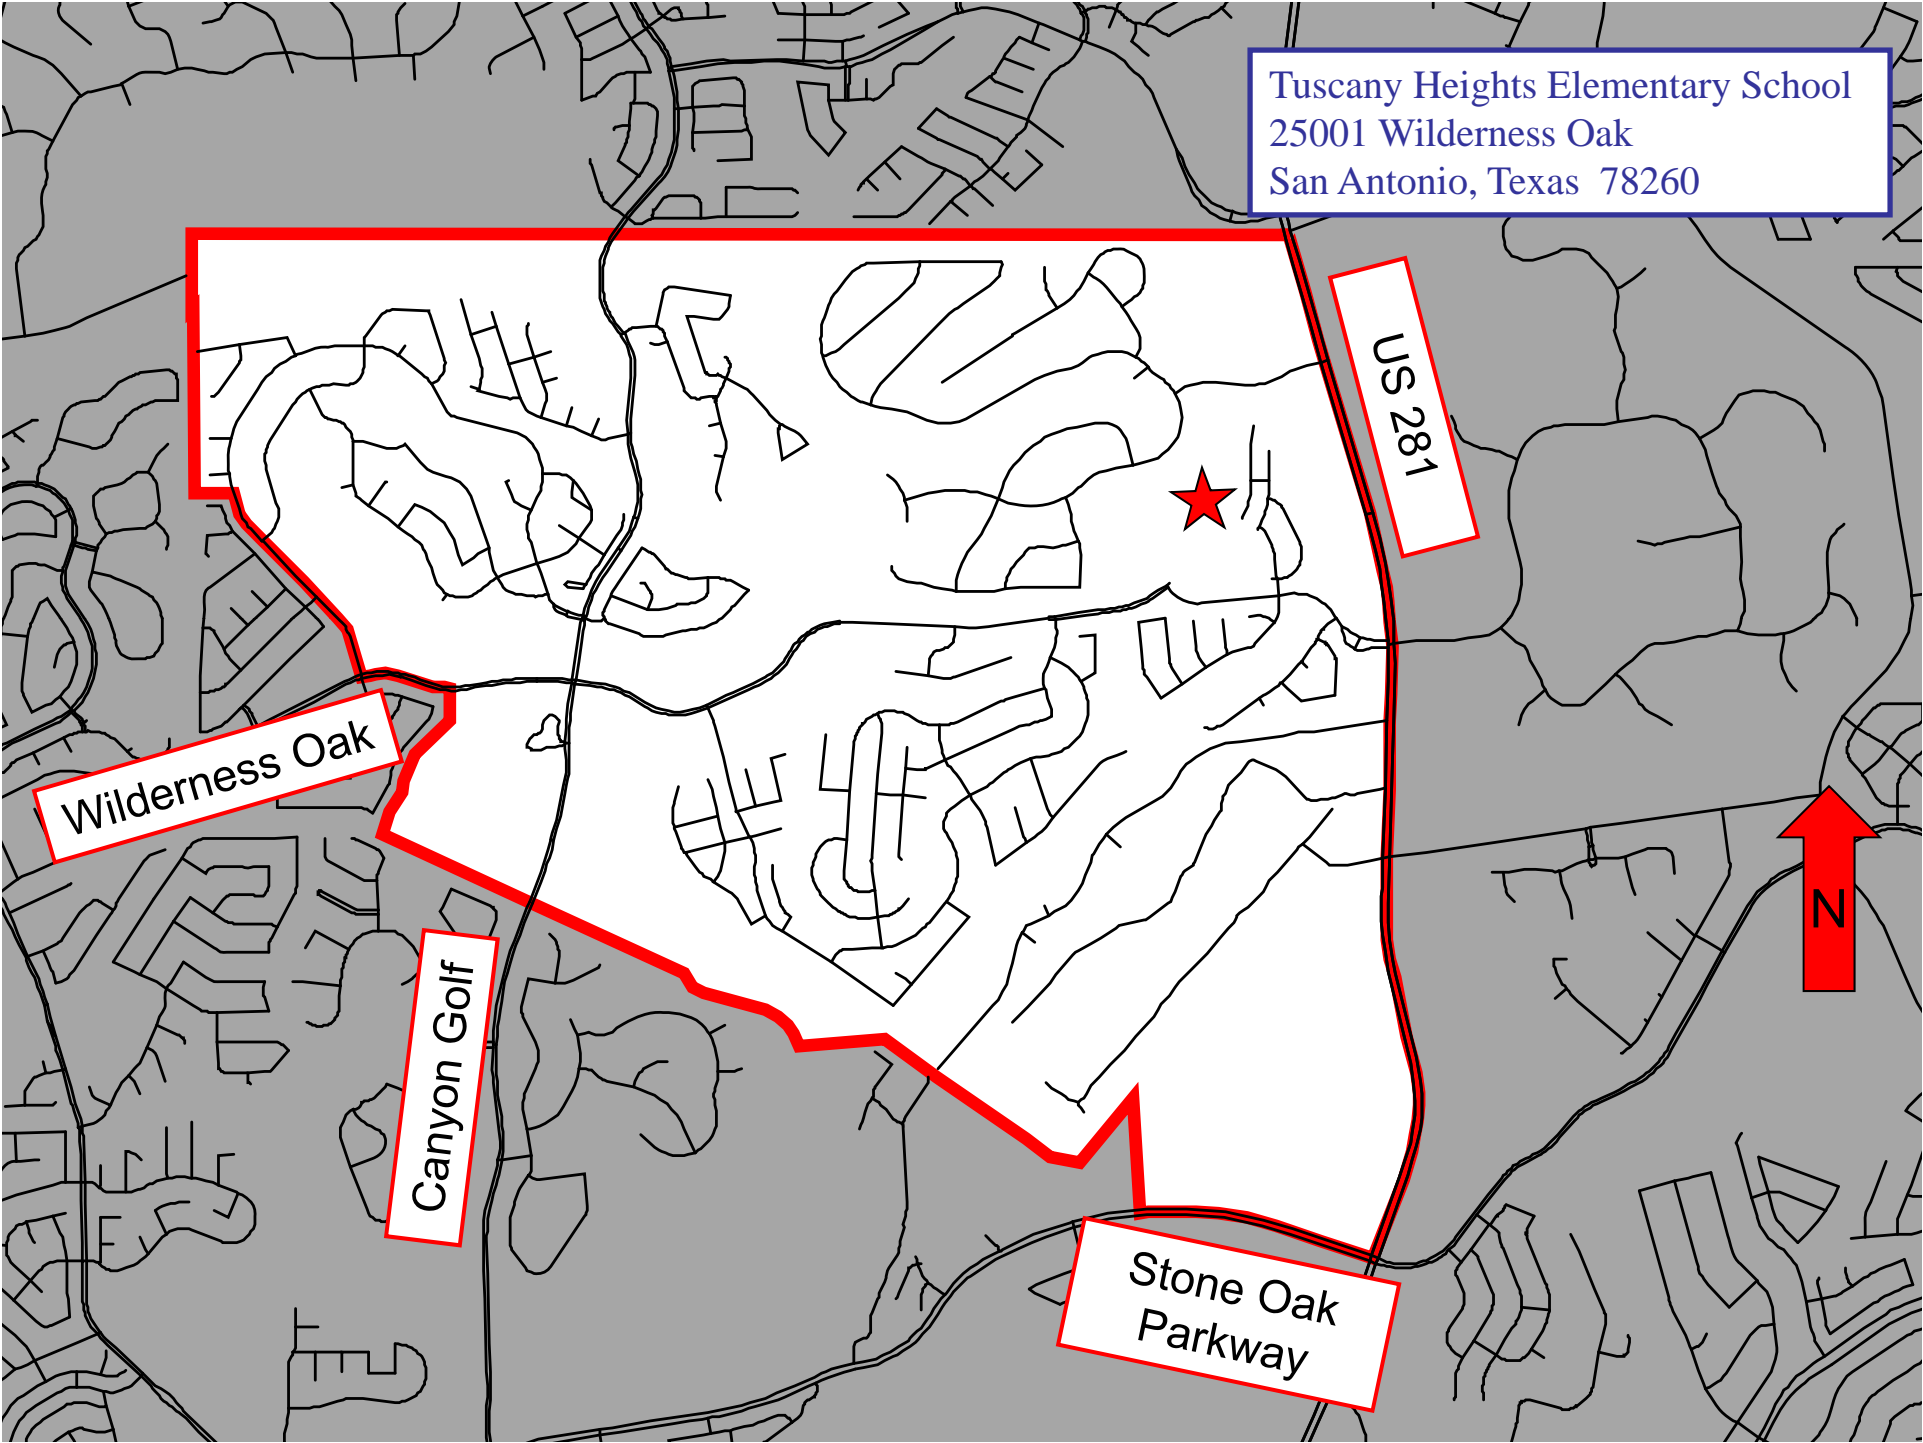 Tuscany Heights Elementary School
25001 Wilderness Oak
San Antonio, Texas  78260
US 281
Wilderness Oak
N
Canyon Golf
Stone Oak
Parkway